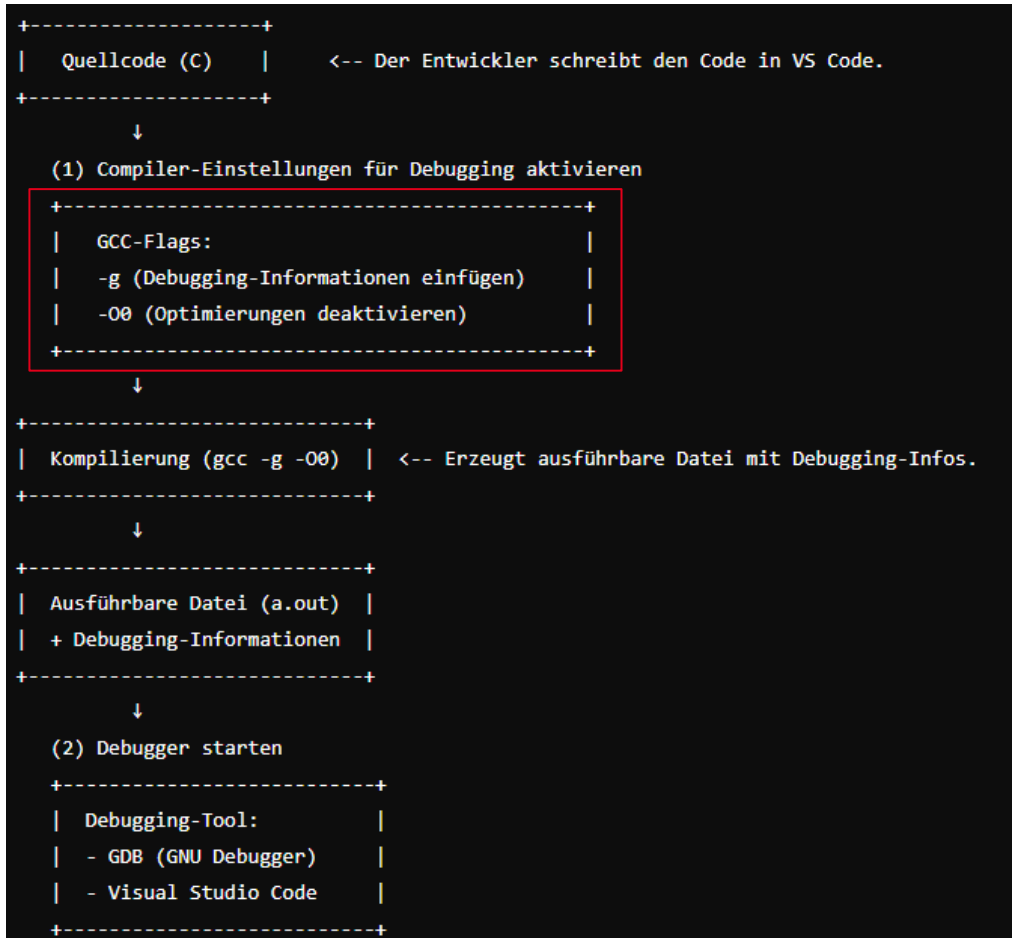 +--------------------+
|   Quellcode (C)    |     <-- Der Entwickler schreibt den Code in VS Code.
+--------------------+
          ↓
   (1) Compiler-Einstellungen für Debugging aktivieren
   +---------------------------------------------+
   |   GCC-Flags:                                |
   |   -g (Debugging-Informationen einfügen)     |
   |   -O0 (Optimierungen deaktivieren)          |
   +---------------------------------------------+
          ↓
+-----------------------------+
|  Kompilierung (gcc -g -O0)  |  <-- Erzeugt ausführbare Datei mit Debugging-Infos.
+-----------------------------+
          ↓
+-----------------------------+
|  Ausführbare Datei (a.out)  |
|  + Debugging-Informationen  |
+-----------------------------+
          ↓
   (2) Debugger starten
   +---------------------------+
   |  Debugging-Tool:          |
   |  - GDB (GNU Debugger)     |
   |  - Visual Studio Code     |
   +---------------------------+